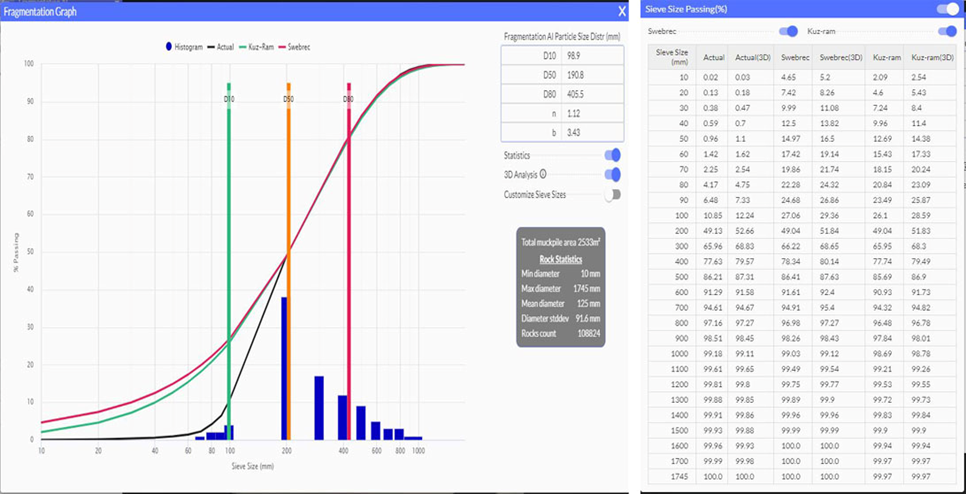 Fragmentation Graph X
Histogram Actual Kuz-Ram Swebrec
% Passing
100
90
80
70
60
50
40
30
20
10
0
D10 D50 D80
10 20 40 60 80 100 200 400 600 800 1000
Sieve Size (mm)
Fragmentation AI Particle Size Distr (mm)
D10 98.9
D50 190.8
D80 405.5
n 1.12
b 3.43
Statistics
3D Analysis
Customize Sieve Sizes
Total muckpile area 2533m²
Rock Statistics
Min diameter 10 mm
Max diameter 1745 mm
Mean diameter 125 mm
Diameter stddev 91.6 mm
Rocks count 108824
Sieve Size Passing(%)
Swebrec Kuz-ram
Sieve Size (mm) Actual Actual(3D) Swebrec Swebrec(3D) Kuz-ram Kuz-ram(3D)
10 0.02 0.03 4.65 5.2 2.09 2.54
20 0.13 0.18 7.42 8.26 4.6 5.43
30 0.38 0.47 9.99 11.08 7.24 8.4
40 0.59 0.7 12.5 13.82 9.96 11.4
50 0.96 1.1 14.97 16.5 12.69 14.38
60 1.42 1.62 17.42 19.14 15.43 17.33
70 2.25 2.54 19.86 21.74 18.15 20.24
80 4.17 4.75 22.28 24.32 20.84 23.09
90 6.48 7.33 24.68 26.86 23.49 25.87
100 10.85 12.24 27.06 29.36 26.1 28.59
200 49.13 52.66 49.04 51.84 49.04 51.83
300 65.96 68.83 66.22 68.65 65.95 68.3
400 77.63 79.57 78.34 80.14 77.74 79.49
500 86.21 87.31 86.41 87.63 85.69 86.9
600 91.29 91.58 91.61 92.4 90.93 91.73
700 94.61 94.67 94.91 95.4 94.32 94.82
800 97.16 97.27 96.98 97.27 96.48 96.78
900 98.51 98.45 98.26 98.43 97.84 98.01
1000 99.18 99.11 99.03 99.12 98.69 98.78
1100 99.61 99.65 99.49 99.54 99.21 99.26
1200 99.81 99.8 99.75 99.77 99.53 99.55
1300 99.88 99.85 99.89 99.9 99.72 99.73
1400 99.91 99.86 99.96 99.96 99.83 99.84
1500 99.93 99.88 99.99 99.99 99.9 99.9
1600 99.96 99.93 100.0 100.0 99.94 99.94
1700 99.99 99.98 100.0 100.0 99.97 99.97
1745 100.0 100.0 100.0 100.0 99.97 99.97